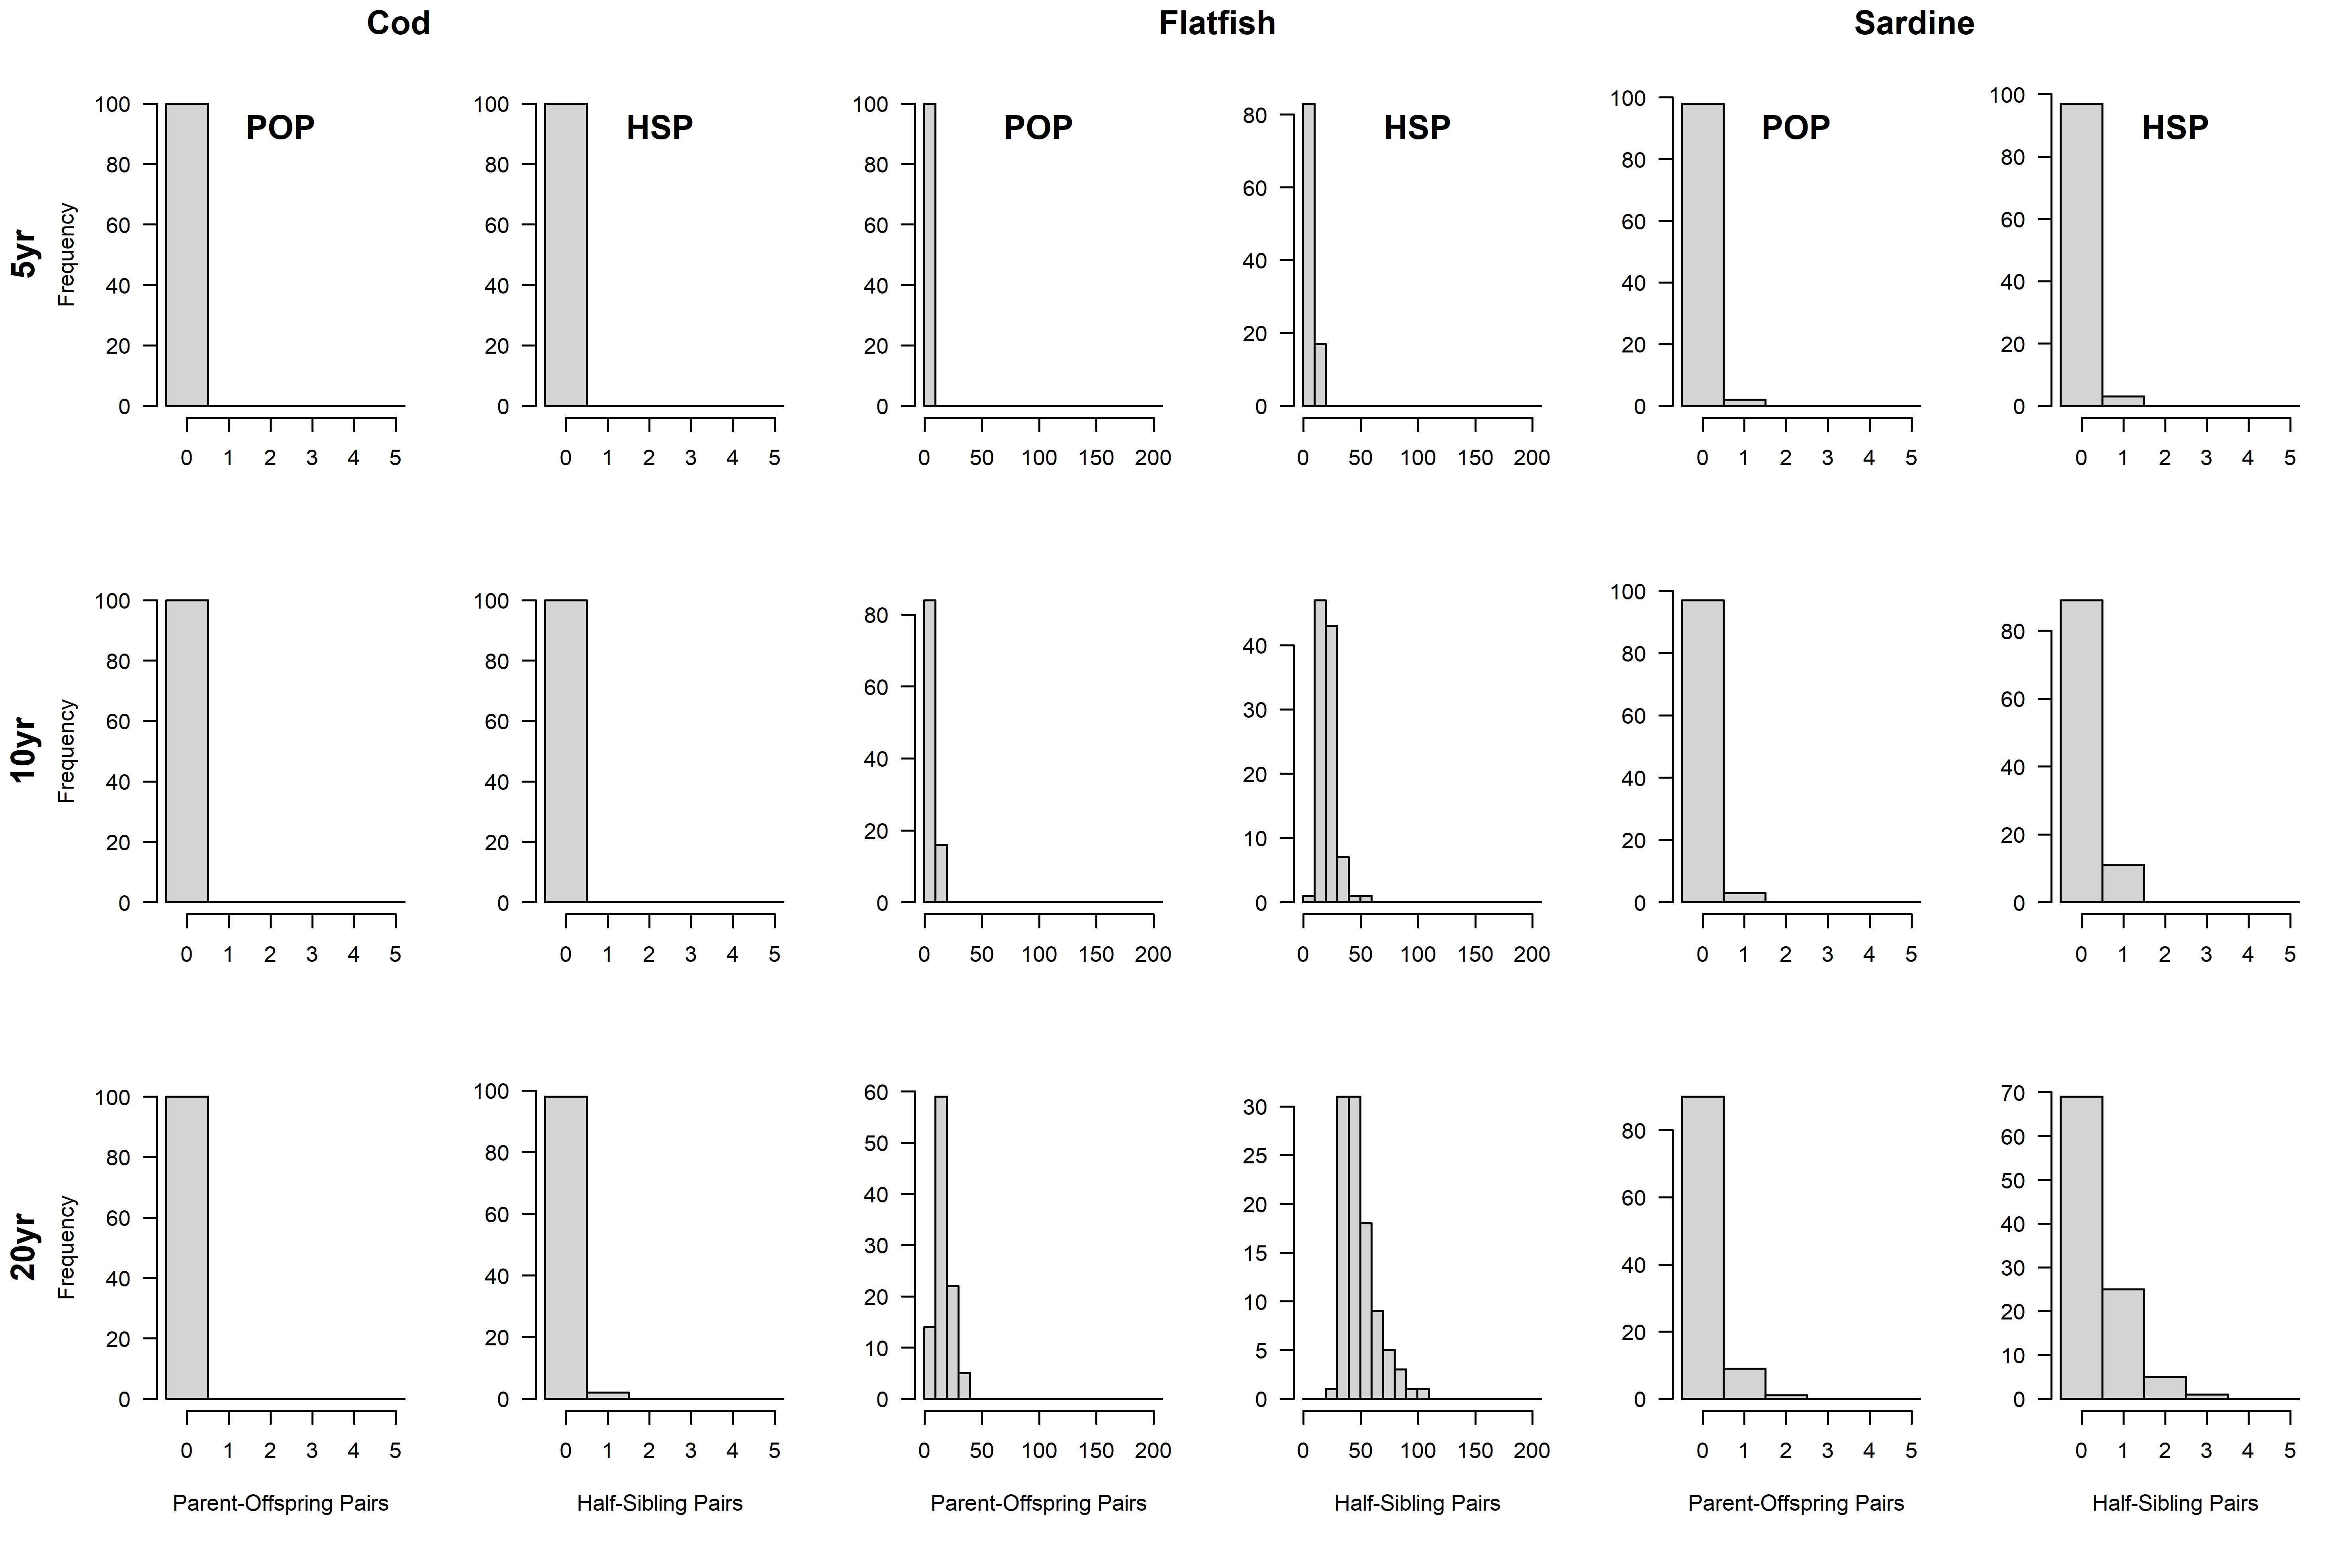 Cod Flatfish Sardine
5yr
Frequency
POP
100 80 60 40 20 0
0 1 2 3 4 5
HSP
100 80 60 40 20 0
0 1 2 3 4 5
POP
100 80 60 40 20 0
0 50 100 150 200
HSP
80 60 40 20 0
0 50 100 150 200
POP
100 80 60 40 20 0
0 1 2 3 4 5
HSP
100 80 60 40 20 0
0 1 2 3 4 5
10yr
Frequency
100 80 60 40 20 0
0 1 2 3 4 5
100 80 60 40 20 0
0 1 2 3 4 5
80 60 40 20 0
0 50 100 150 200
40 30 20 10 0
0 50 100 150 200
100 80 60 40 20 0
0 1 2 3 4 5
80 60 40 20 0
0 1 2 3 4 5
20yr
Frequency
100 80 60 40 20 0
0 1 2 3 4 5
Parent-Offspring Pairs
100 80 60 40 20 0
0 1 2 3 4 5
Half-Sibling Pairs
60 50 40 30 20 10 0
0 50 100 150 200
Parent-Offspring Pairs
30 25 20 15 10 5 0
0 50 100 150 200
Half-Sibling Pairs
80 60 40 20 0
0 1 2 3 4 5
Parent-Offspring Pairs
70 60 50 40 30 20 10 0
0 1 2 3 4 5
Half-Sibling Pairs